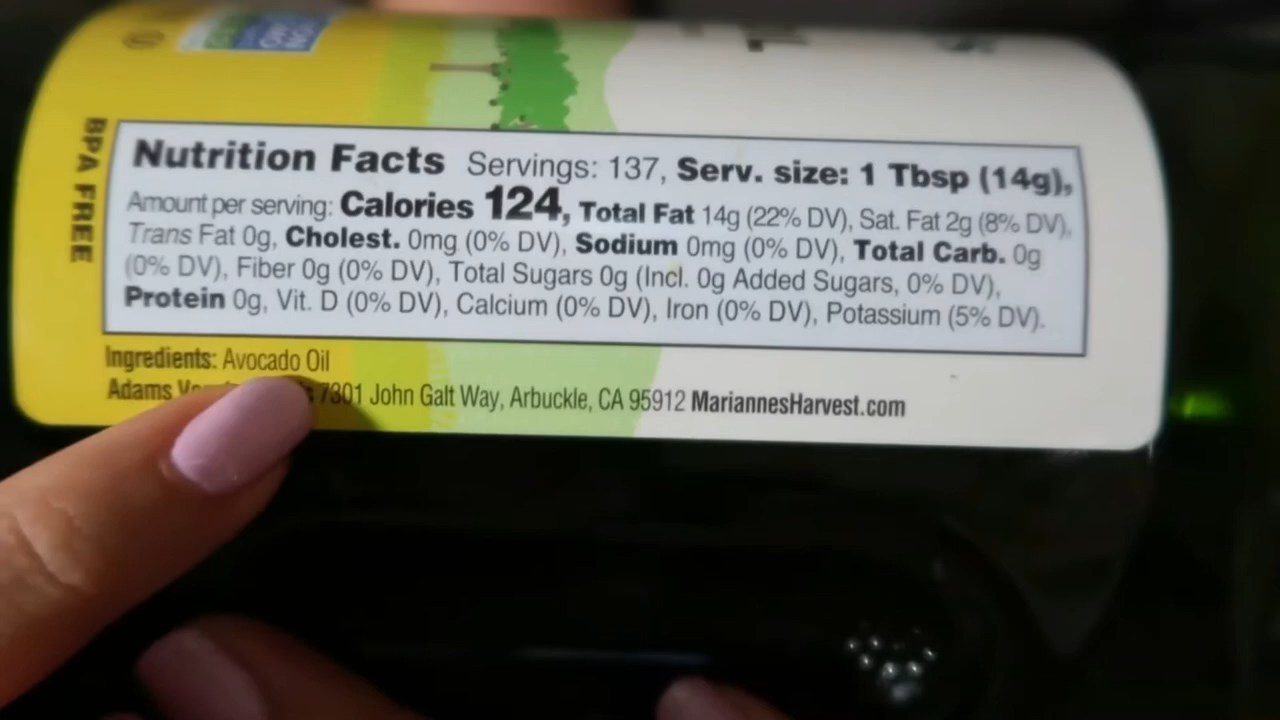 BPA FREE
Nutrition Facts Servings: 137, Serv. size: 1 Tbsp (14g),
Amount per serving: Calories 124, Total Fat 14g (22% DV), Sat. Fat 2g (8% DV),
Trans Fat 0g, Cholest. 0mg (0% DV), Sodium 0mg (0% DV), Total Carb. 0g
(0% DV), Fiber 0g (0% DV), Total Sugars 0g (Incl. 0g Added Sugars, 0% DV),
Protein 0g, Vit. D (0% DV), Calcium (0% DV), Iron (0% DV), Potassium (5% DV).
Ingredients: Avocado Oil
Adams 7301 John Galt Way, Arbuckle, CA 95912 MariannesHarvest.com